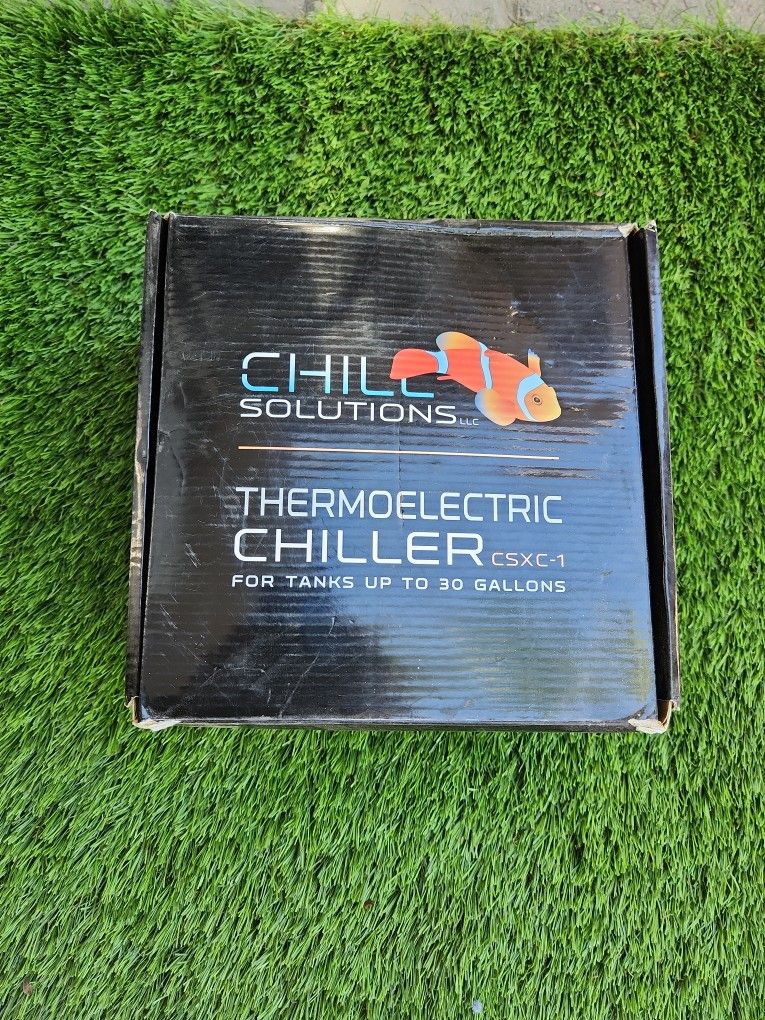 CHILL
SOLUTIONS LLC
THERMOELECTRIC
CHILLER CSXC-1
FOR TANKS UP TO 30 GALLONS